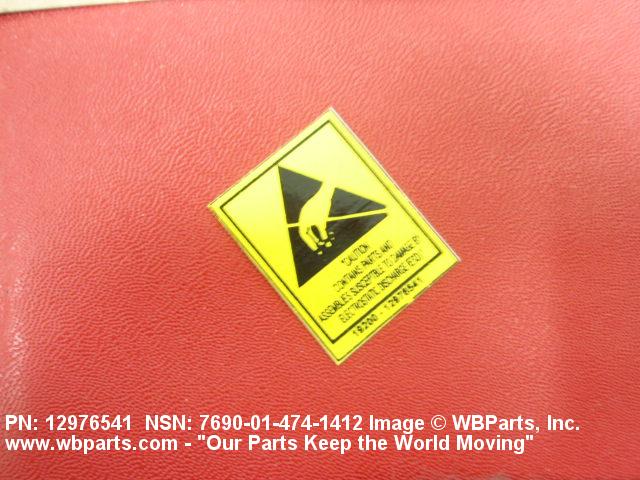 "CAUTION
CONTAINS PARTS AND
ASSEMBLIES SUSCEPTIBLE TO DAMAGE BY
ELECTROSTATIC DISCHARGE (ESD)"
19200 - 12976541
PN: 12976541 NSN: 7690-01-474-1412 Image © WBParts, Inc.
www.wbparts.com - "Our Parts Keep the World Moving"